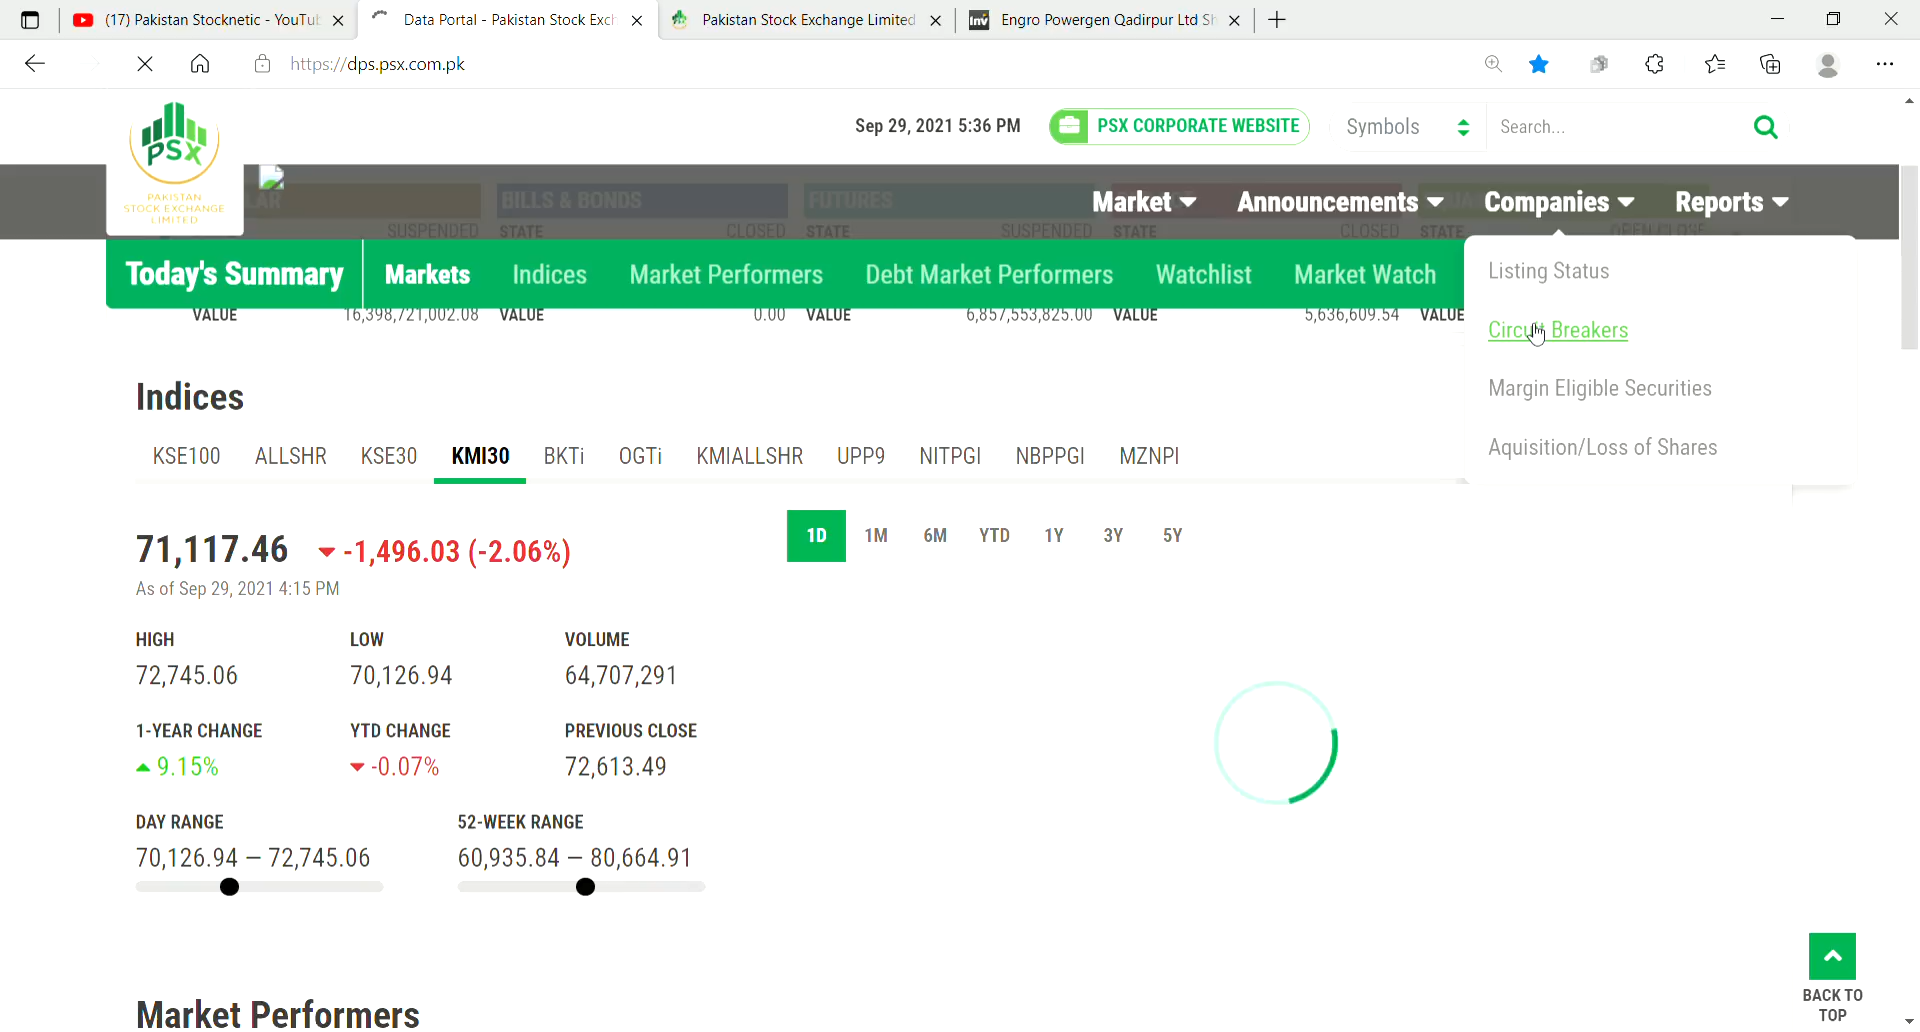 (17) Pakistan Stocknetic - YouTub
Data Portal - Pakistan Stock Exch
Pakistan Stock Exchange Limited
Engro Powergen Qadirpur Ltd Sh
https://dps.psx.com.pk
Sep 29, 2021 5:36 PM
PSX CORPORATE WEBSITE
Symbols
Search...
PSX
PAKISTAN
STOCK EXCHANGE
LIMITED
BILLS & BONDS
FUTURES
Market
Announcements
Companies
Reports
SUSPENDED STATE CLOSED STATE SUSPENDED STATE CLOSED STATE
Today's Summary
Markets
Indices
Market Performers
Debt Market Performers
Watchlist
Market Watch
Listing Status
Circuit Breakers
Margin Eligible Securities
Aquisition/Loss of Shares
VALUE 16,398,721,002.08 VALUE 0.00 VALUE 6,857,553,825.00 VALUE 5,636,609.54 VALUE
Indices
KSE100 ALLSHR KSE30 KMI30 BKTi OGTi KMIALLSHR UPP9 NITPGI NBPPGI MZNPI
71,117.46 -1,496.03 (-2.06%)
As of Sep 29, 2021 4:15 PM
1D 1M 6M YTD 1Y 3Y 5Y
HIGH LOW VOLUME
72,745.06 70,126.94 64,707,291
1-YEAR CHANGE YTD CHANGE PREVIOUS CLOSE
9.15% -0.07% 72,613.49
DAY RANGE 52-WEEK RANGE
70,126.94 — 72,745.06 60,935.84 — 80,664.91
Market Performers
BACK TO
TOP